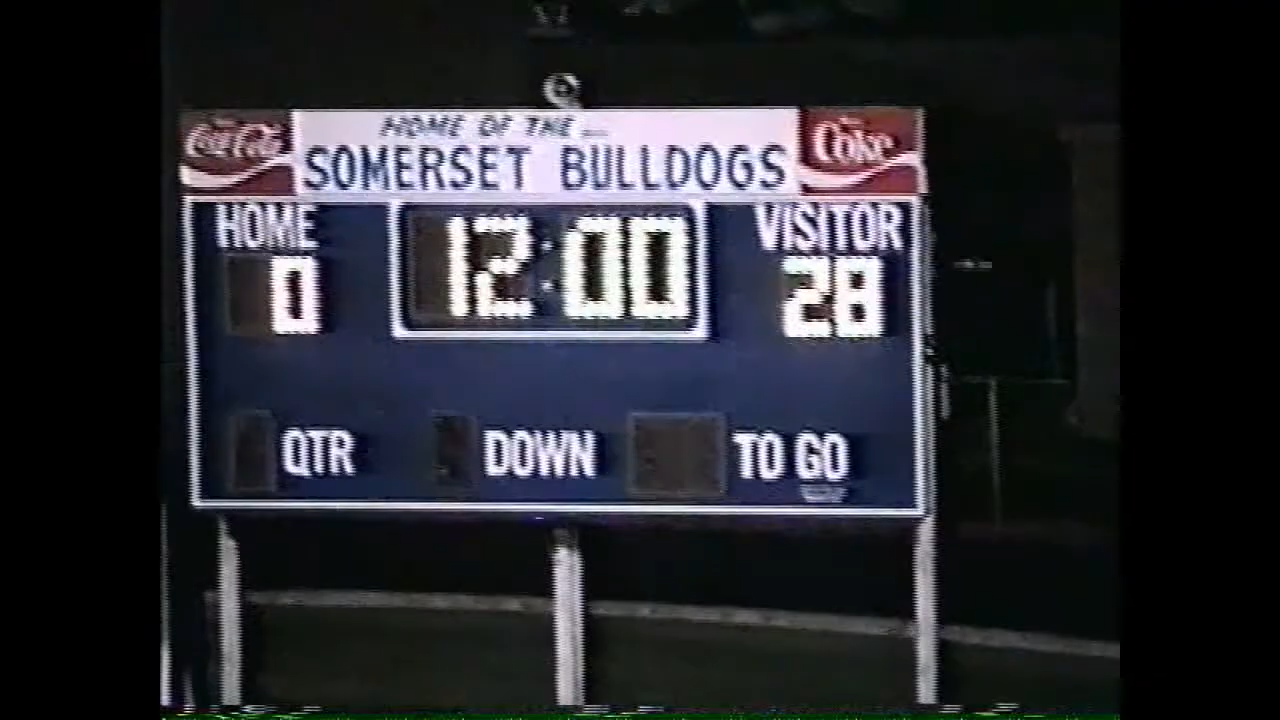 Coca-Cola
HOME OF THE ...
SOMERSET BULLDOGS
Coke
HOME
12:00
VISITOR
0
28
QTR
DOWN
TO GO